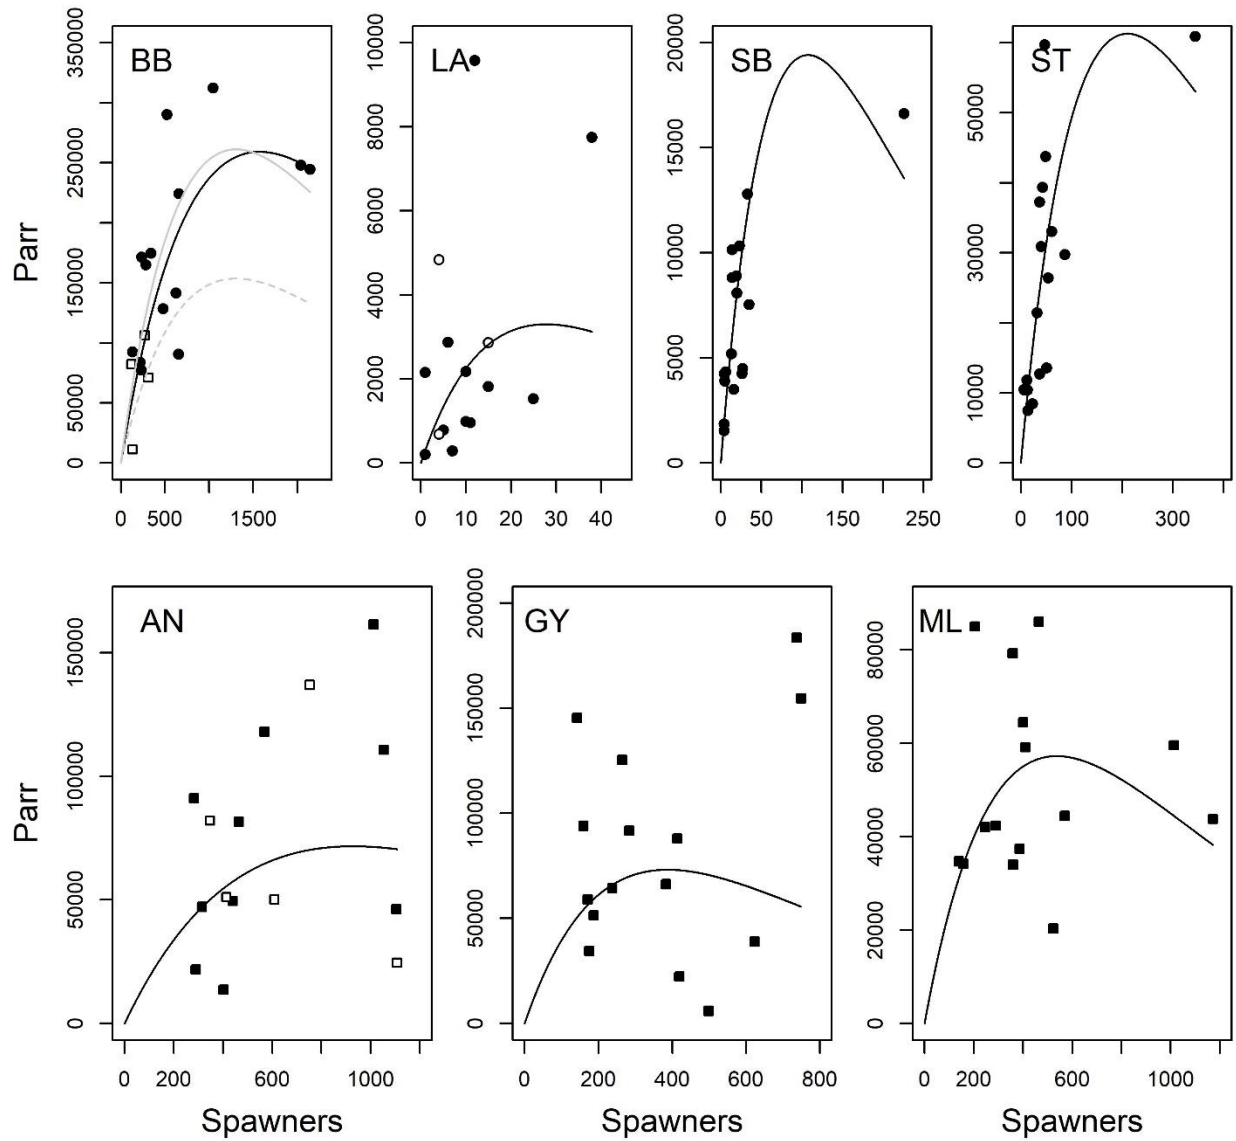 BB
LA
SB
ST
Parr
0 50000 150000 250000 350000
0 2000 4000 6000 8000 10000
0 5000 10000 15000 20000
0 10000 30000 50000
0 500 1500
0 10 20 30 40
0 50 150 250
0 100 300
AN
GY
ML
Parr
0 50000 100000 150000
0 50000 100000 150000 200000
0 20000 40000 60000 80000
0 200 600 1000
0 200 400 600 800
0 200 600 1000
Spawners
Spawners
Spawners